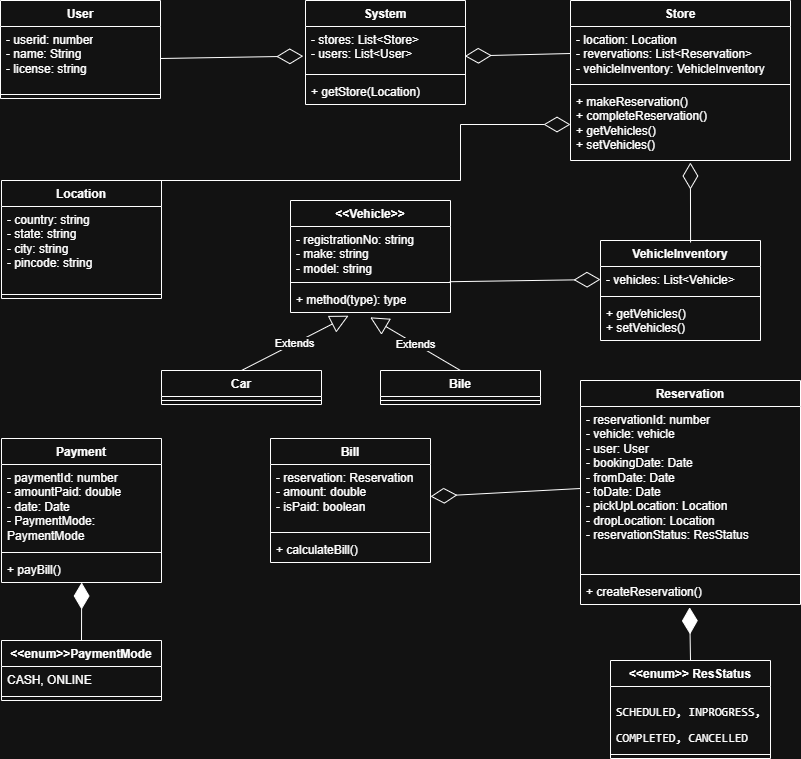 User
- userid: number
- name: String
- license: string
System
- stores: List<Store>
- users: List<User>
+ getStore(Location)
Store
- location: Location
- revervations: List<Reservation>
- vehicleInventory: VehicleInventory
+ makeReservation()
+ completeReservation()
+ getVehicles()
+ setVehicles()
Location
- country: string
- state: string
- city: string
- pincode: string
<<Vehicle>>
- registrationNo: string
- make: string
- model: string
+ method(type): type
VehicleInventory
- vehicles: List<Vehicle>
+ getVehicles()
+ setVehicles()
Extends
Extends
Car
Bile
Payment
- paymentId: number
- amountPaid: double
- date: Date
- PaymentMode:
PaymentMode
+ payBill()
Bill
- reservation: Reservation
- amount: double
- isPaid: boolean
+ calculateBill()
Reservation
- reservationId: number
- vehicle: vehicle
- user: User
- bookingDate: Date
- fromDate: Date
- toDate: Date
- pickUpLocation: Location
- dropLocation: Location
- reservationStatus: ResStatus
+ createReservation()
<<enum>>PaymentMode
CASH, ONLINE
<<enum>> ResStatus
SCHEDULED, INPROGRESS,
COMPLETED, CANCELLED